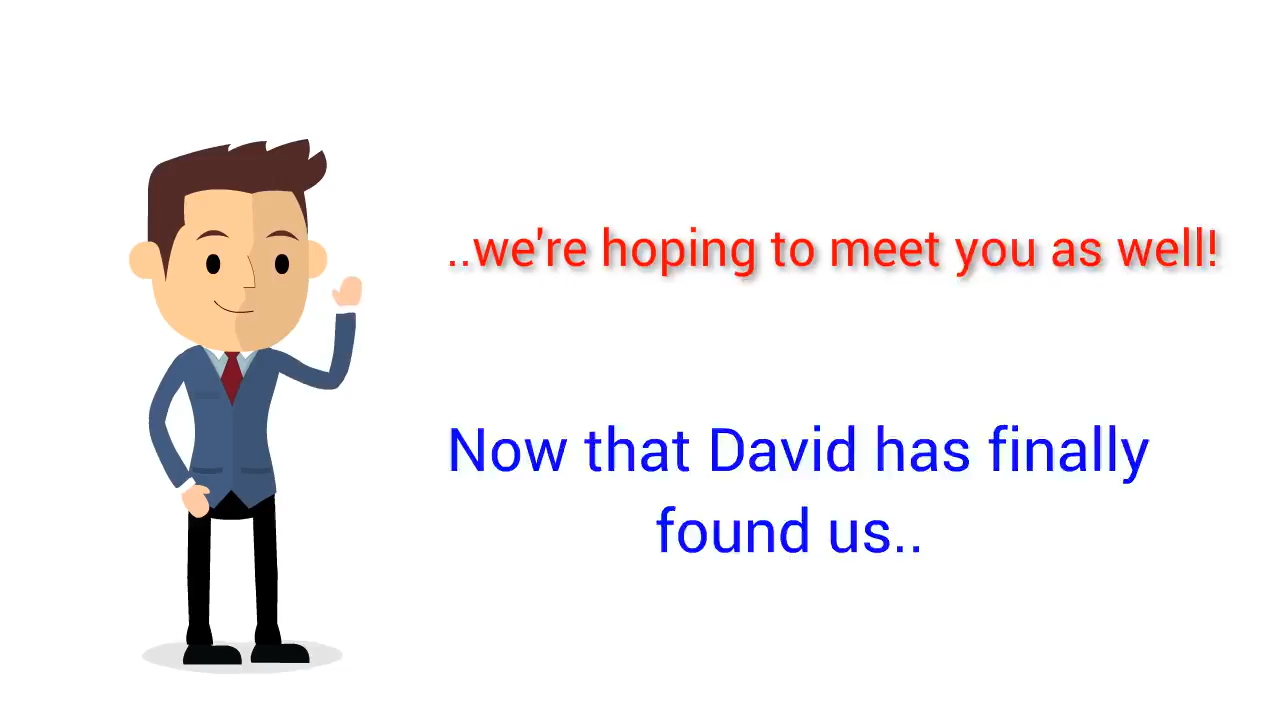 ..we're hoping to meet you as well!
Now that David has finally
found us..